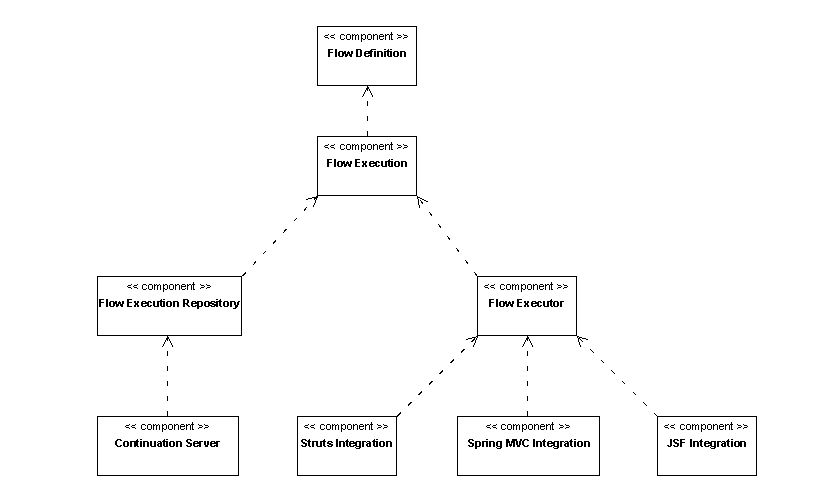 << component >>
Flow Definition
<< component >>
Flow Execution
<< component >>
Flow Execution Repository
<< component >>
Flow Executor
<< component >>
Continuation Server
<< component >>
Struts Integration
<< component >>
Spring MVC Integration
<< component >>
JSF Integration